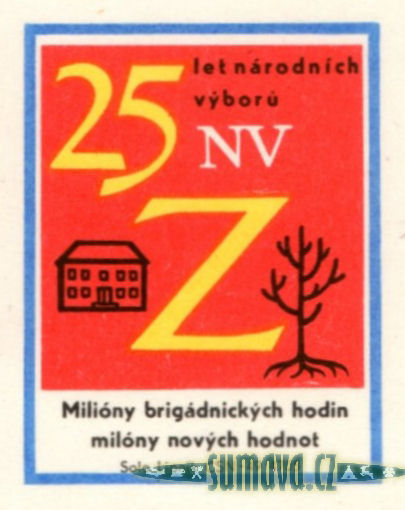 25 let národních
výborů
NV
Z
Milióny brigádnických hodin
milóny nových hodnot
sumava.cz